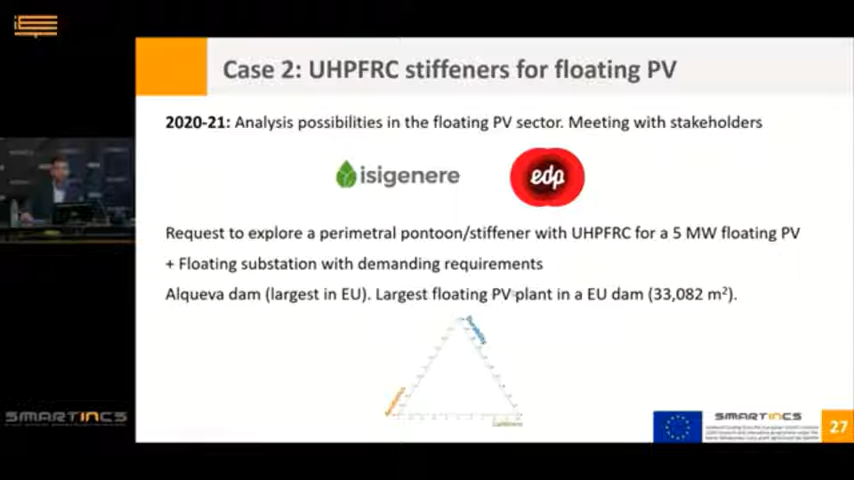 Case 2: UHPFRC stiffeners for floating PV
2020-21: Analysis possibilities in the floating PV sector. Meeting with stakeholders
isigenere
edp
Request to explore a perimetral pontoon/stiffener with UHPFRC for a 5 MW floating PV
+ Floating substation with demanding requirements
Alqueva dam (largest in EU). Largest floating PV plant in a EU dam (33,082 m²).
Durability
SMARTINCS
SMARTINCS
27